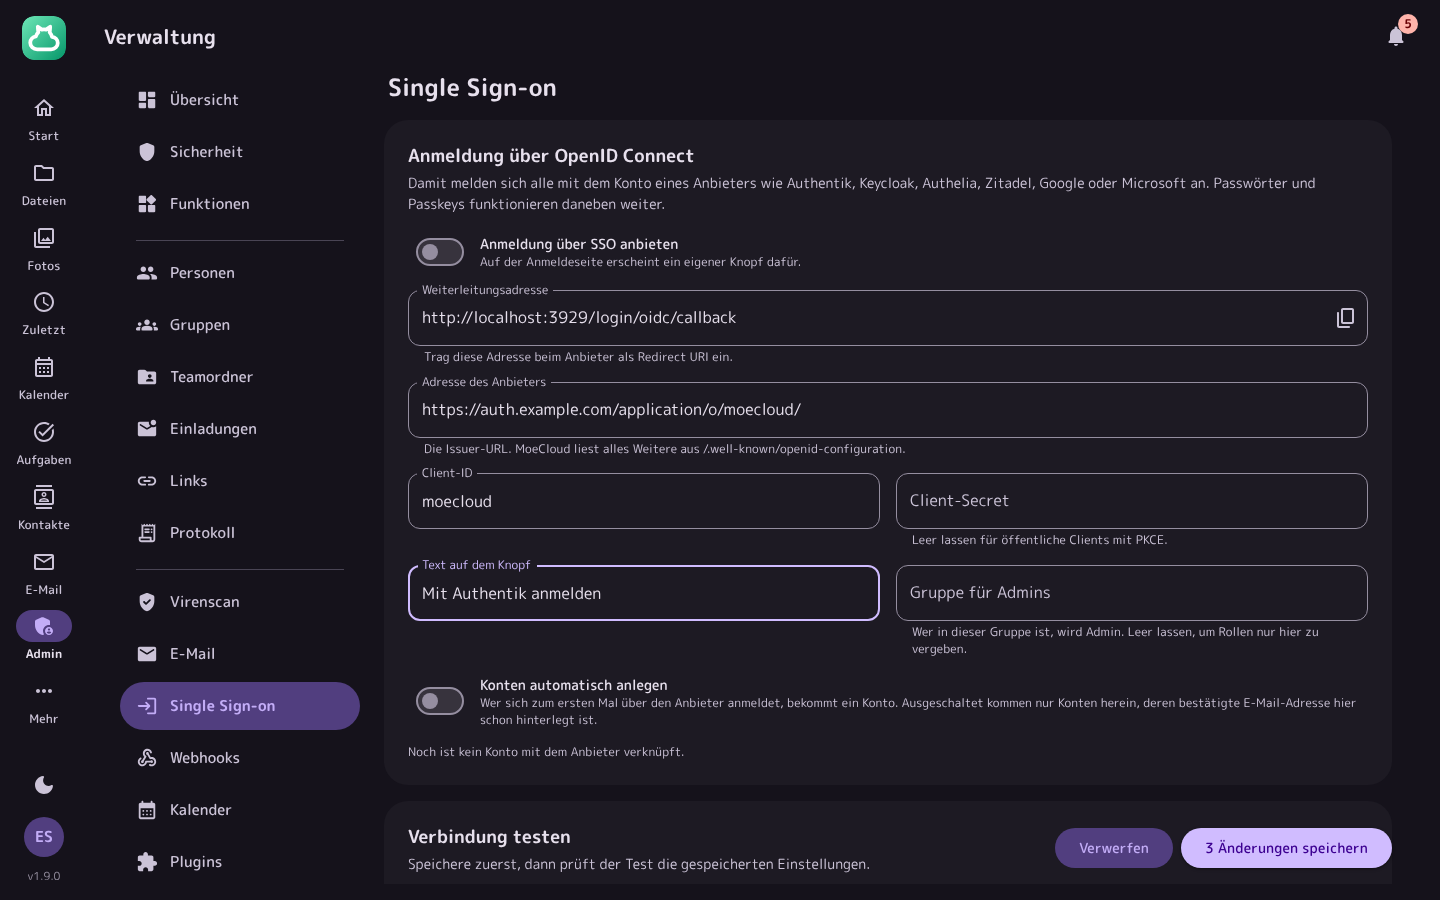 Verwaltung
5
Start
Dateien
Fotos
Zuletzt
Kalender
Aufgaben
Kontakte
E-Mail
Admin
Mehr
ES
v1.9.0
Übersicht
Sicherheit
Funktionen
Personen
Gruppen
Teamordner
Einladungen
Links
Protokoll
Virenscan
E-Mail
Single Sign-on
Webhooks
Kalender
Plugins
Single Sign-on
Anmeldung über OpenID Connect
Damit melden sich alle mit dem Konto eines Anbieters wie Authentik, Keycloak, Authelia, Zitadel, Google oder Microsoft an. Passwörter und
Passkeys funktionieren daneben weiter.
Anmeldung über SSO anbieten
Auf der Anmeldeseite erscheint ein eigener Knopf dafür.
Weiterleitungsadresse
http://localhost:3929/login/oidc/callback
Trag diese Adresse beim Anbieter als Redirect URI ein.
Adresse des Anbieters
https://auth.example.com/application/o/moecloud/
Die Issuer-URL. MoeCloud liest alles Weitere aus /.well-known/openid-configuration.
Client-ID
moecloud
Client-Secret
Leer lassen für öffentliche Clients mit PKCE.
Text auf dem Knopf
Mit Authentik anmelden
Gruppe für Admins
Wer in dieser Gruppe ist, wird Admin. Leer lassen, um Rollen nur hier zu
vergeben.
Konten automatisch anlegen
Wer sich zum ersten Mal über den Anbieter anmeldet, bekommt ein Konto. Ausgeschaltet kommen nur Konten herein, deren bestätigte E-Mail-Adresse hier
schon hinterlegt ist.
Noch ist kein Konto mit dem Anbieter verknüpft.
Verbindung testen
Speichere zuerst, dann prüft der Test die gespeicherten Einstellungen.
Verwerfen
3 Änderungen speichern